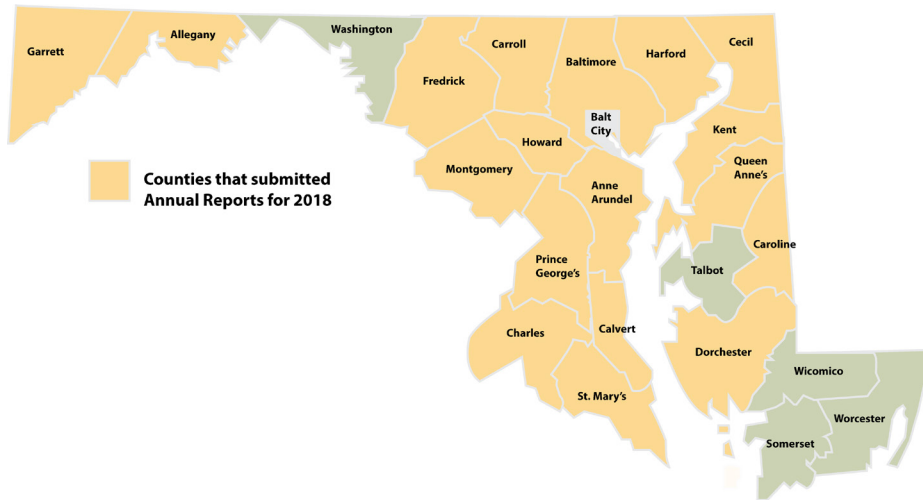 Garrett
Allegany
Washington
Fredrick
Carroll
Baltimore
Harford
Cecil
Balt
City
Kent
Howard
Montgomery
Queen
Anne's
Anne
Arundel
Counties that submitted
Annual Reports for 2018
Caroline
Talbot
Prince
George's
Charles
Calvert
Dorchester
Wicomico
St. Mary's
Worcester
Somerset